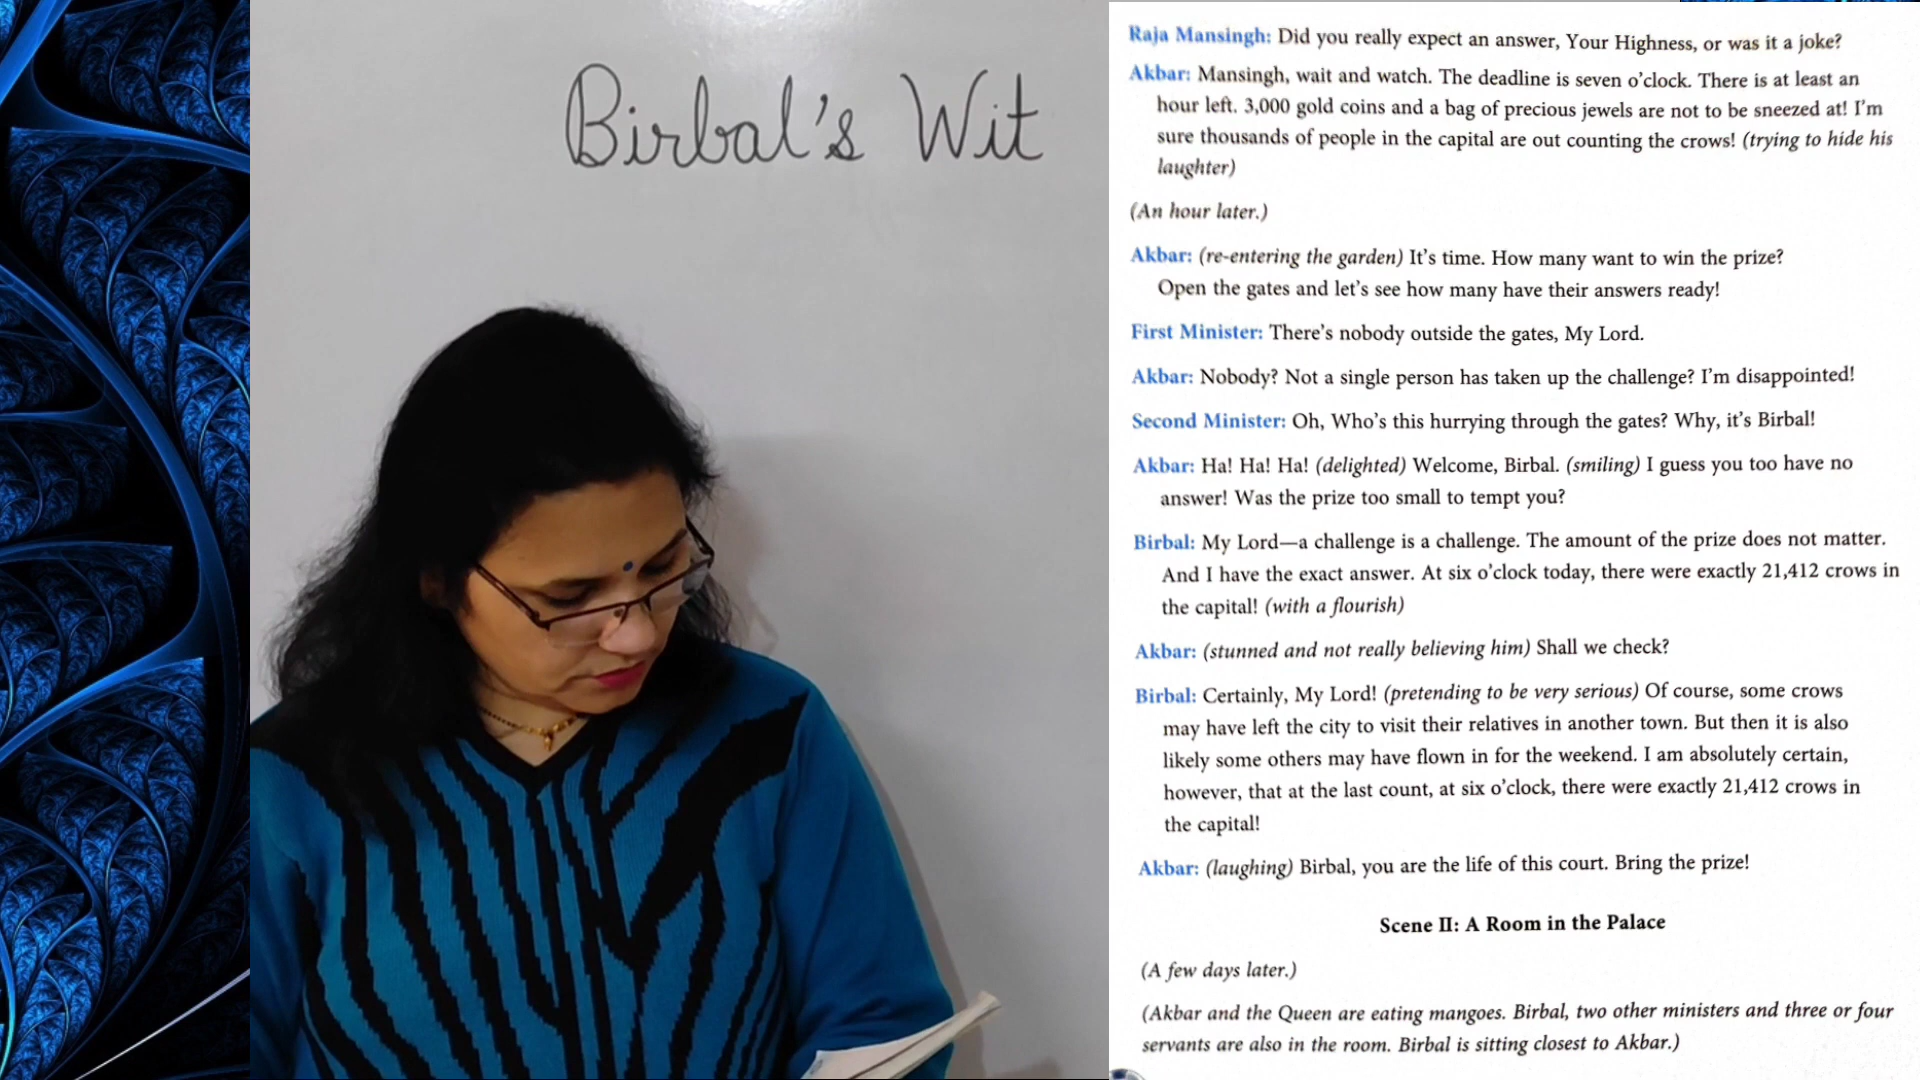 Birbal's Wit
Raja Mansingh: Did you really expect an answer, Your Highness, or was it a joke?
Akbar: Mansingh, wait and watch. The deadline is seven o'clock. There is at least an
hour left. 3,000 gold coins and a bag of precious jewels are not to be sneezed at! I'm
sure thousands of people in the capital are out counting the crows! (trying to hide his
laughter)
(An hour later.)
Akbar: (re-entering the garden) It's time. How many want to win the prize?
Open the gates and let's see how many have their answers ready!
First Minister: There's nobody outside the gates, My Lord.
Akbar: Nobody? Not a single person has taken up the challenge? I'm disappointed!
Second Minister: Oh, Who's this hurrying through the gates? Why, it's Birbal!
Akbar: Ha! Ha! Ha! (delighted) Welcome, Birbal. (smiling) I guess you too have no
answer! Was the prize too small to tempt you?
Birbal: My Lord—a challenge is a challenge. The amount of the prize does not matter.
And I have the exact answer. At six o'clock today, there were exactly 21,412 crows in
the capital! (with a flourish)
Akbar: (stunned and not really believing him) Shall we check?
Birbal: Certainly, My Lord! (pretending to be very serious) Of course, some crows
may have left the city to visit their relatives in another town. But then it is also
likely some others may have flown in for the weekend. I am absolutely certain,
however, that at the last count, at six o'clock, there were exactly 21,412 crows in
the capital!
Akbar: (laughing) Birbal, you are the life of this court. Bring the prize!
Scene II: A Room in the Palace
(A few days later.)
(Akbar and the Queen are eating mangoes. Birbal, two other ministers and three or four
servants are also in the room. Birbal is sitting closest to Akbar.)